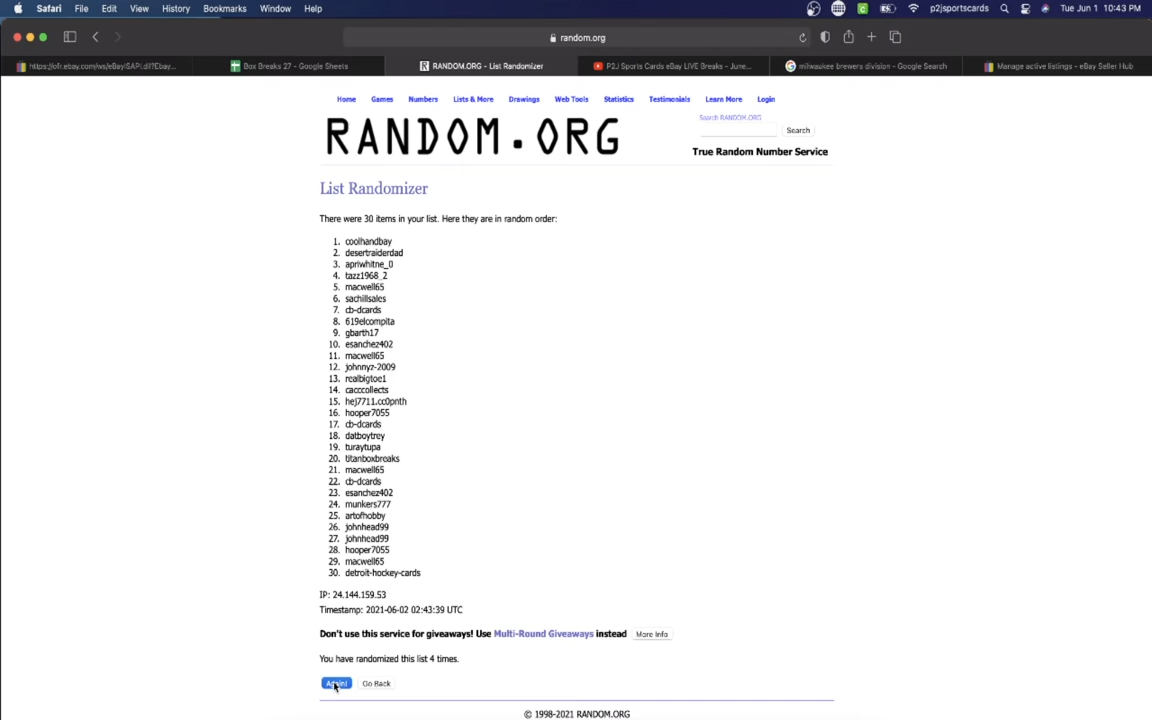 Safari File Edit View History Bookmarks Window Help p2jsportscards Tue Jun 1 10:43 PM
random.org
https://ofr.ebay.com/ws/eBayISAPI.dll?Ebay... Box Breaks 27 - Google Sheets RANDOM.ORG - List Randomizer P2J Sports Cards eBay LIVE Breaks - June... milwaukee brewers division - Google Search Manage active listings - eBay Seller Hub
Home Games Numbers Lists & More Drawings Web Tools Statistics Testimonials Learn More Login
Search RANDOM.ORG
RANDOM.ORG
Search
True Random Number Service
List Randomizer
There were 30 items in your list. Here they are in random order:
1. coolhandbay
2. desertraiderdad
3. apriwhitne_0
4. tazz1968_2
5. macwell65
6. sachillsales
7. cb-dcards
8. 619elcompita
9. gbarth17
10. esanchez402
11. macwell65
12. johnnyz-2009
13. realbigtoe1
14. cacccollects
15. hej7711.cc0pnth
16. hooper7055
17. cb-dcards
18. datboytrey
19. turaytupa
20. titanboxbreaks
21. macwell65
22. cb-dcards
23. esanchez402
24. munkers777
25. artofhobby
26. johnhead99
27. johnhead99
28. hooper7055
29. macwell65
30. detroit-hockey-cards
IP: 24.144.159.53
Timestamp: 2021-06-02 02:43:39 UTC
Don't use this service for giveaways! Use Multi-Round Giveaways instead More Info
You have randomized this list 4 times.
Again! Go Back
© 1998-2021 RANDOM.ORG